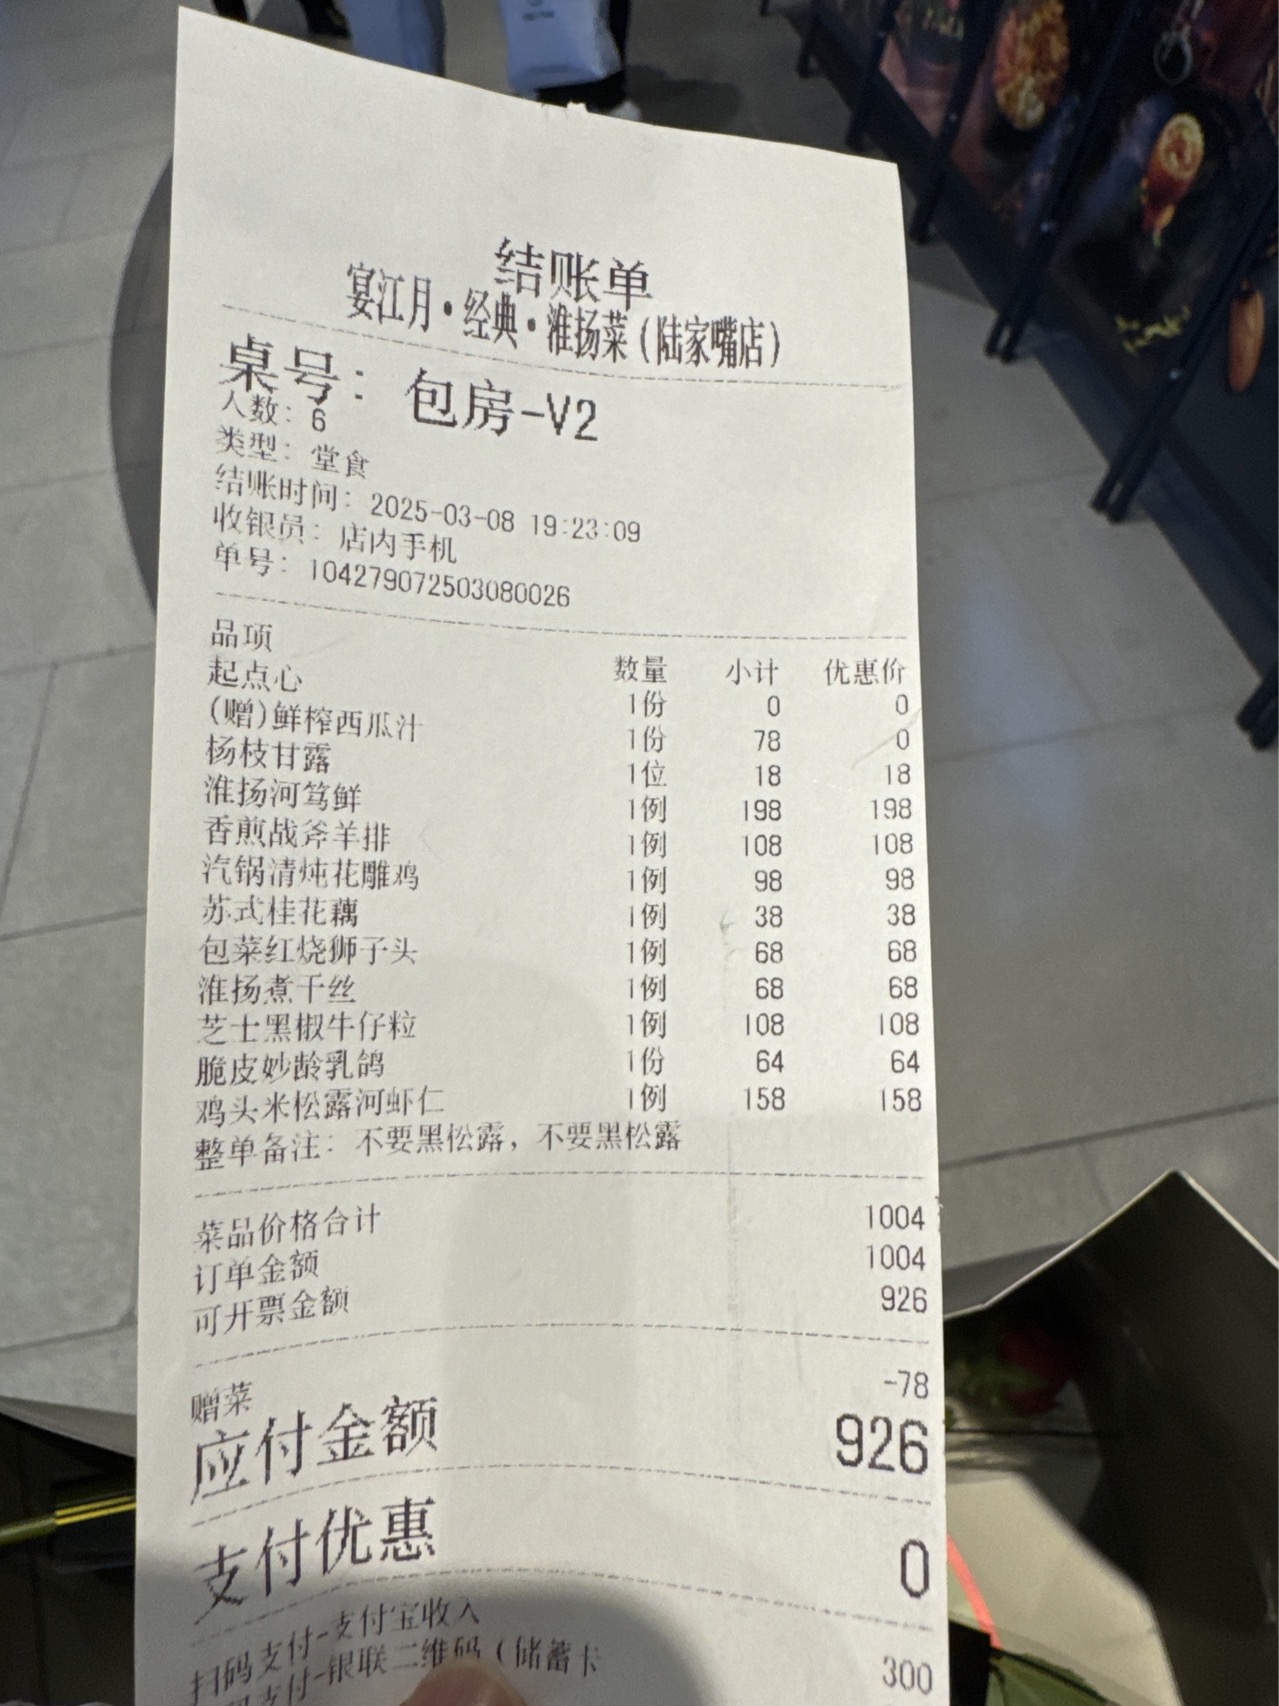 结账单
宴江月·经典·淮扬菜(陆家嘴店)
桌号: 包房-V2
人数: 6
类型: 堂食
结账时间: 2025-03-08 19:23:09
收银员: 店内手机
单号: 104279072503080026
品项 数量 小计 优惠价
起点心 1份 0 0
(赠)鲜榨西瓜汁 1份 78 0
杨枝甘露 1位 18 18
淮扬河笃鲜 1例 198 198
香煎战斧羊排 1例 108 108
汽锅清炖花雕鸡 1例 98 98
苏式桂花藕 1例 38 38
包菜红烧狮子头 1例 68 68
淮扬煮干丝 1例 68 68
芝士黑椒牛仔粒 1例 108 108
脆皮妙龄乳鸽 1份 64 64
鸡头米松露河虾仁 1例 158 158
整单备注: 不要黑松露, 不要黑松露
菜品价格合计 1004
订单金额 1004
可开票金额 926
赠菜 -78
应付金额 926
支付优惠 0
扫码支付-支付宝收入 300
码支付-银联二维码(储蓄卡